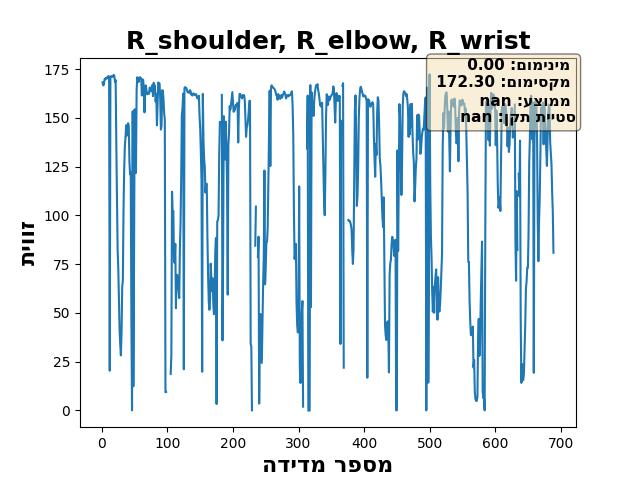 R_shoulder, R_elbow, R_wrist
מינימום: 0.00
מקסימום: 172.30
ממוצע: nan
סטיית תקן: nan
זווית
175
150
125
100
75
50
25
0
0 100 200 300 400 500 600 700
מספר מדידה